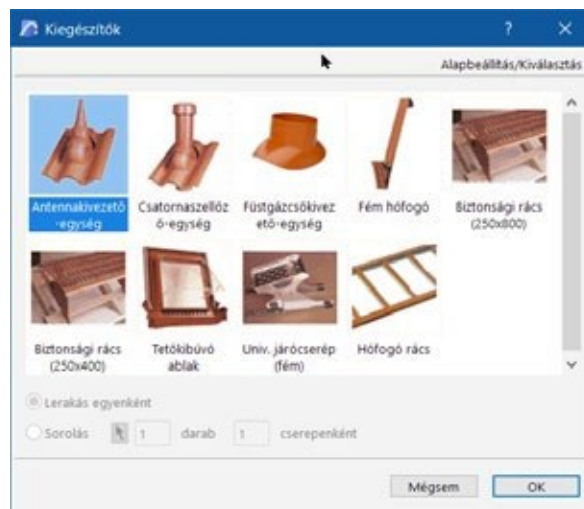 Kiegészítők
?
Alapbeállítás/Kiválasztás
Antennakivezető
-egység
Csatornaszellőz
ő-egység
Füstgázcsőkivez
ető-egység
Fém hófogó
Biztonsági rács
(250x800)
Biztonsági rács
(250x400)
Tetőkibúvó
ablak
Univ. járócserép
(fém)
Hófogó rács
Lerakás egyenként
Sorolás 1 darab 1 cserepenként
Mégsem OK